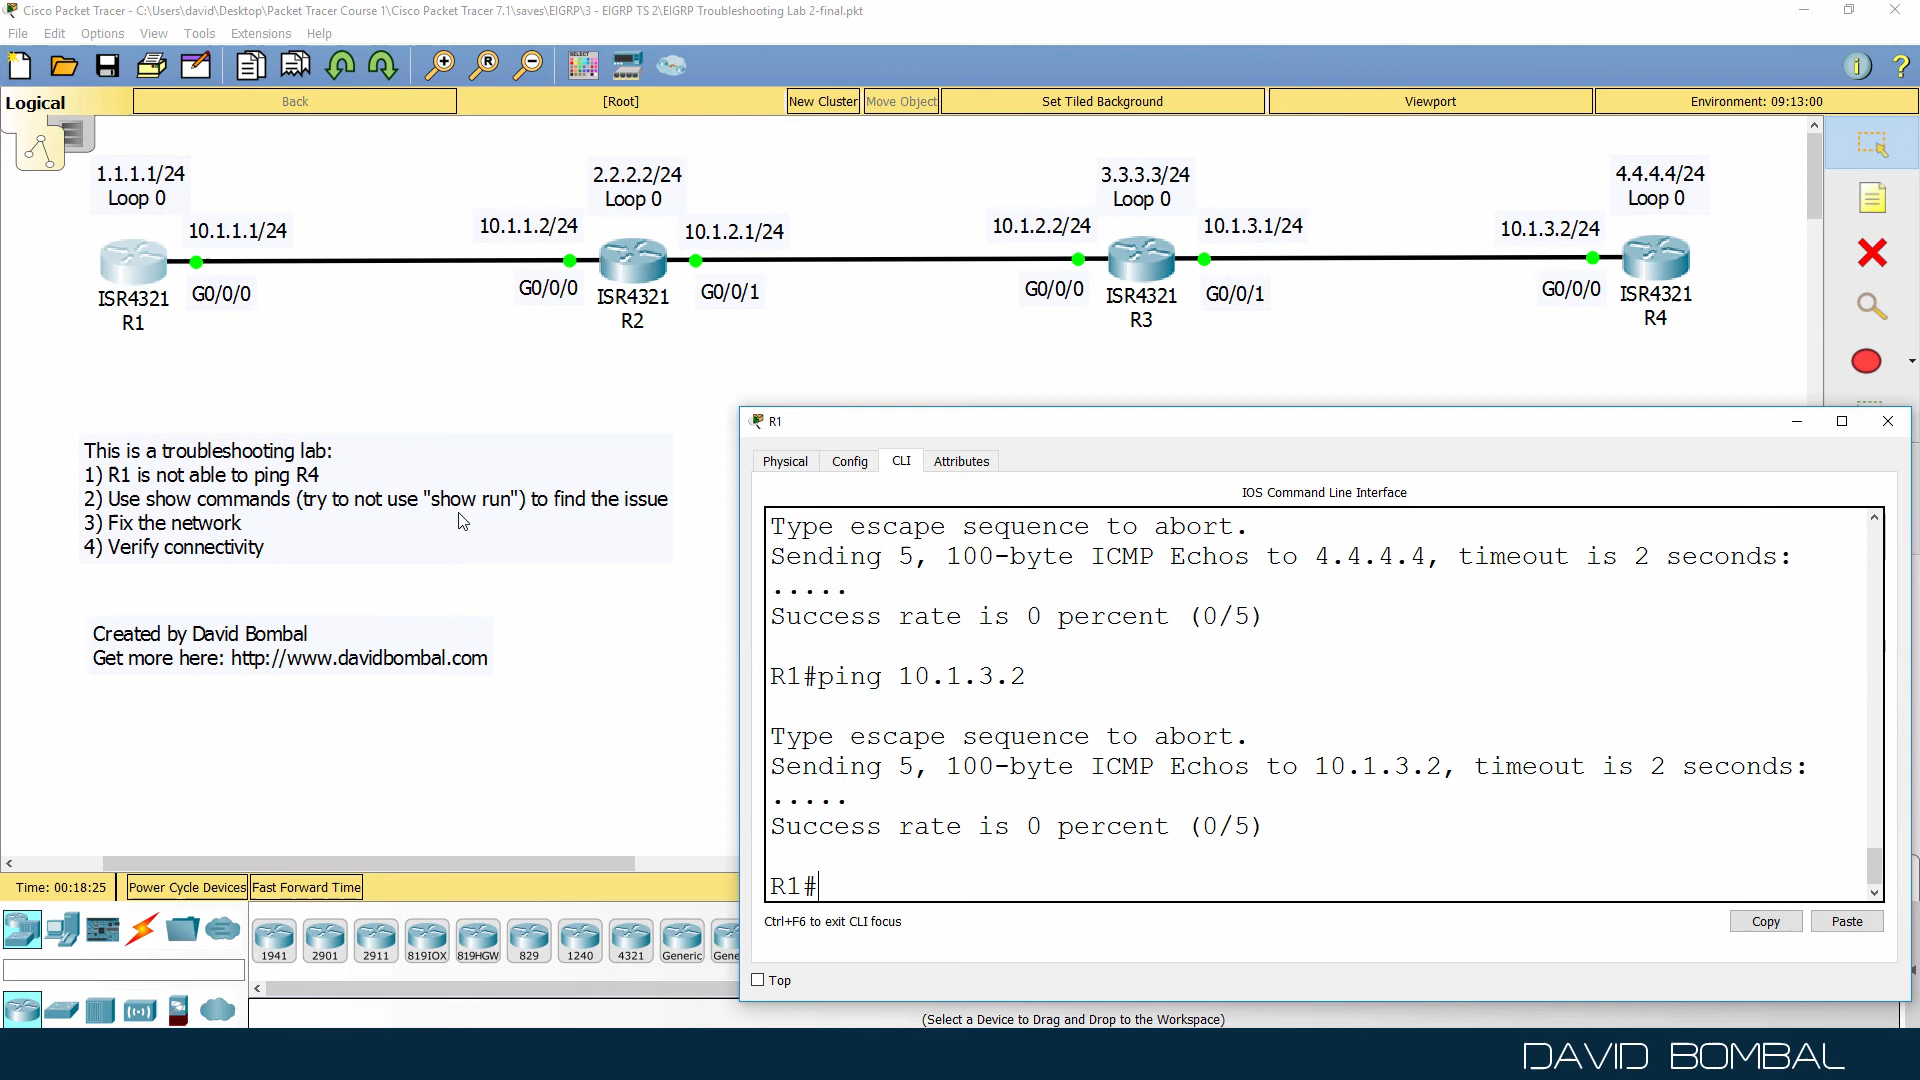 Cisco Packet Tracer - C:\Users\david\Desktop\Packet Tracer Course 1\Cisco Packet Tracer 7.1\saves\EIGRP\3 - EIGRP TS 2\EIGRP Troubleshooting Lab 2-final.pkt
File Edit Options View Tools Extensions Help
Logical Back [Root] New Cluster Move Object Set Tiled Background Viewport Environment: 09:13:00
1.1.1.1/24
Loop 0
2.2.2.2/24
Loop 0
3.3.3.3/24
Loop 0
4.4.4.4/24
Loop 0
10.1.1.1/24
10.1.1.2/24
10.1.2.1/24
10.1.2.2/24
10.1.3.1/24
10.1.3.2/24
ISR4321
R1
G0/0/0
G0/0/0
ISR4321
R2
G0/0/1
G0/0/0
ISR4321
R3
G0/0/1
G0/0/0
ISR4321
R4
This is a troubleshooting lab:
1) R1 is not able to ping R4
2) Use show commands (try to not use "show run") to find the issue
3) Fix the network
4) Verify connectivity
Created by David Bombal
Get more here: http://www.davidbombal.com
R1
Physical Config CLI Attributes
IOS Command Line Interface
Type escape sequence to abort.
Sending 5, 100-byte ICMP Echos to 4.4.4.4, timeout is 2 seconds:
.....
Success rate is 0 percent (0/5)
R1#ping 10.1.3.2
Type escape sequence to abort.
Sending 5, 100-byte ICMP Echos to 10.1.3.2, timeout is 2 seconds:
.....
Success rate is 0 percent (0/5)
R1#
Ctrl+F6 to exit CLI focus
Copy Paste
Top
Time: 00:18:25 Power Cycle Devices Fast Forward Time
SELECT
1941 2901 2911 819IOX 819HGW 829 1240 4321 Generic Gene
(Select a Device to Drag and Drop to the Workspace)
DAVID BOMBAL